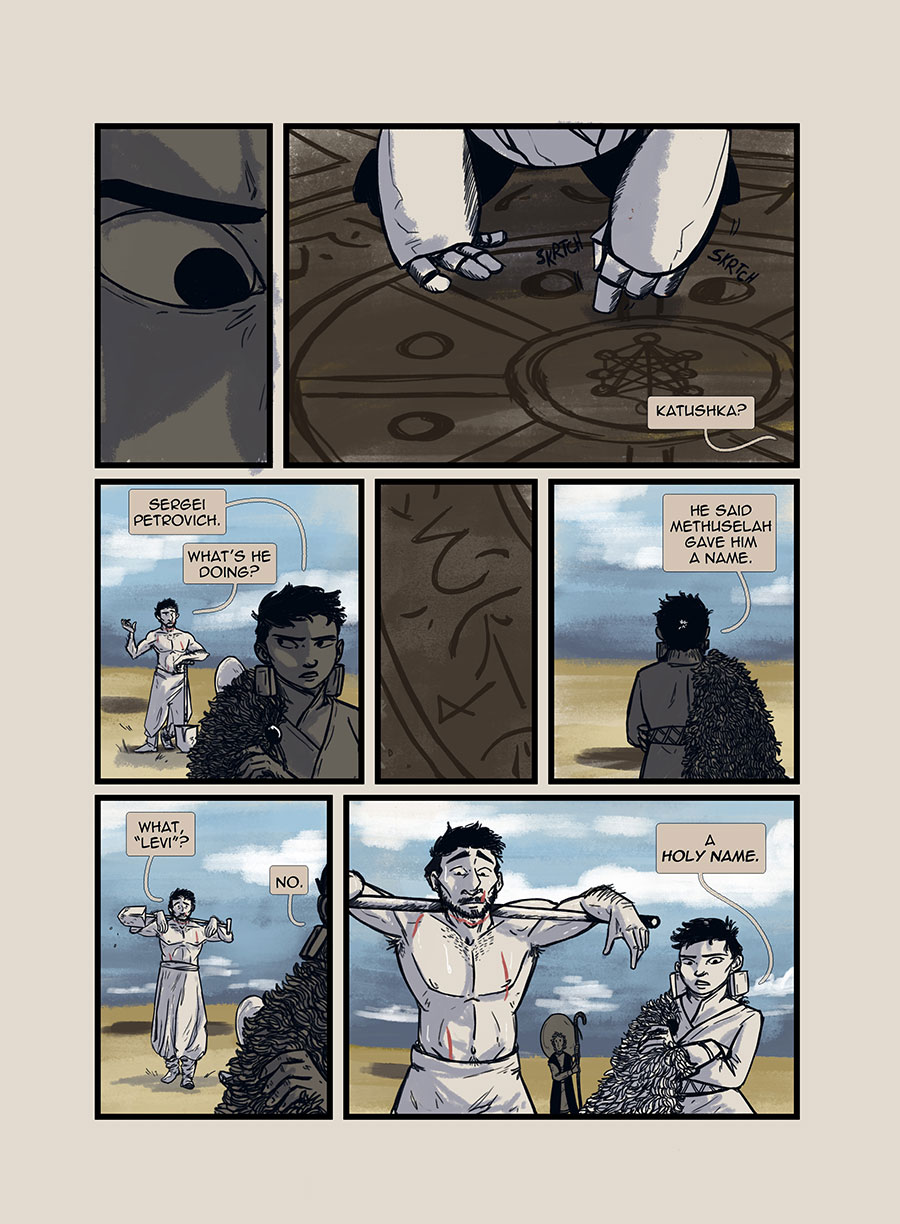 SKRTCH
SKRTCH
KATUSHKA?
SERGEI
PETROVICH.
WHAT'S HE
DOING?
HE SAID
METHUSELAH
GAVE HIM
A NAME.
WHAT,
"LEVI"?
NO.
A
HOLY NAME.